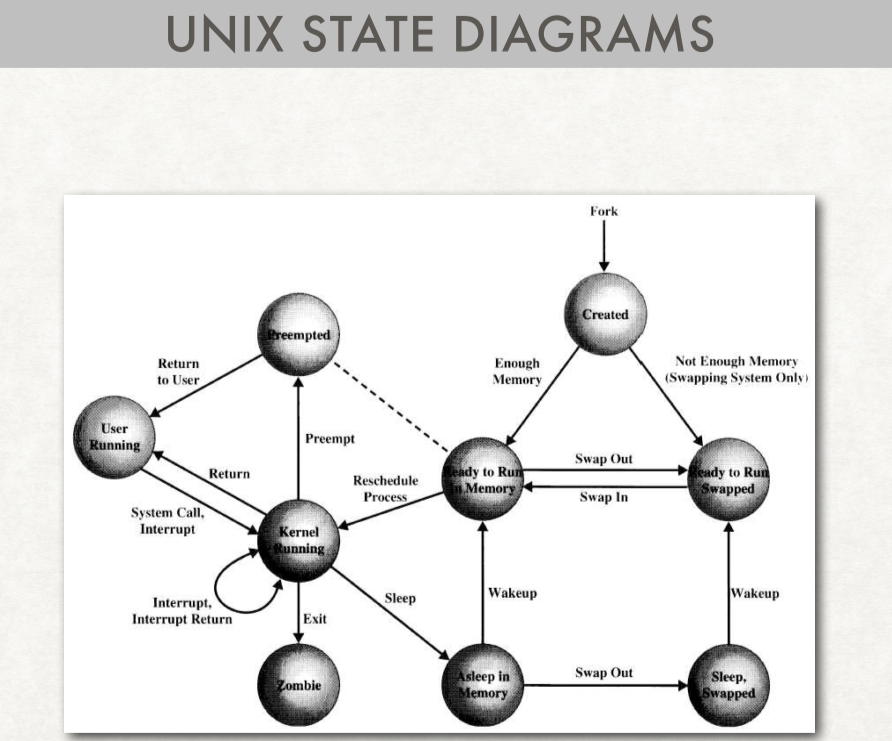 UNIX STATE DIAGRAMS
Fork
Created
Preempted
Enough
Memory
Not Enough Memory
(Swapping System Only)
Return
to User
User
Running
Preempt
Return
Reschedule
Process
Ready to Run
in Memory
Swap Out
Swap In
Ready to Run
Swapped
System Call,
Interrupt
Kernel
Running
Interrupt,
Interrupt Return
Exit
Sleep
Wakeup
Wakeup
Zombie
Asleep in
Memory
Swap Out
Sleep,
Swapped